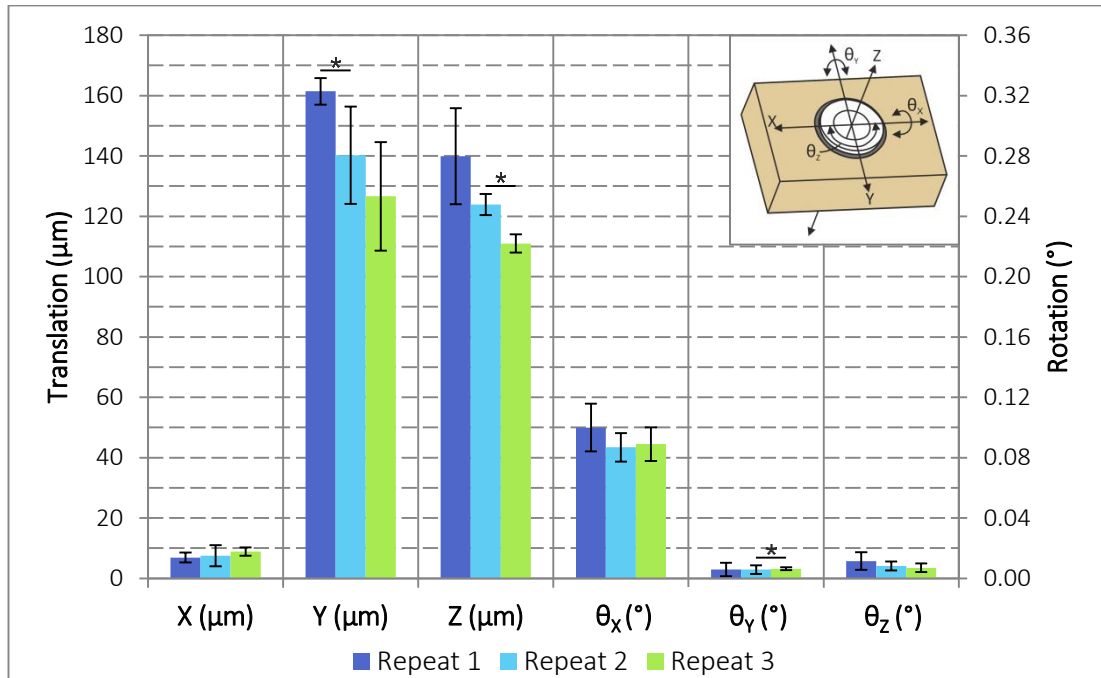 180
160
140
120
100
80
60
40
20
0
Translation (µm)
0.36
0.32
0.28
0.24
0.20
0.16
0.12
0.08
0.04
0.00
Rotation (°)
*
*
*
θY
Z
X
θX
θZ
Y
X (µm)
Y (µm)
Z (µm)
θX (°)
θY (°)
θZ (°)
Repeat 1
Repeat 2
Repeat 3